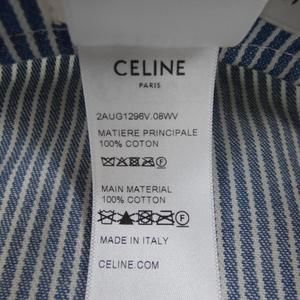 CELINE
PARIS
2AUG1296V.08WV
MATIERE PRINCIPALE
100% COTON
MAIN MATERIAL
100% COTTON
MADE IN ITALY
CELINE.COM